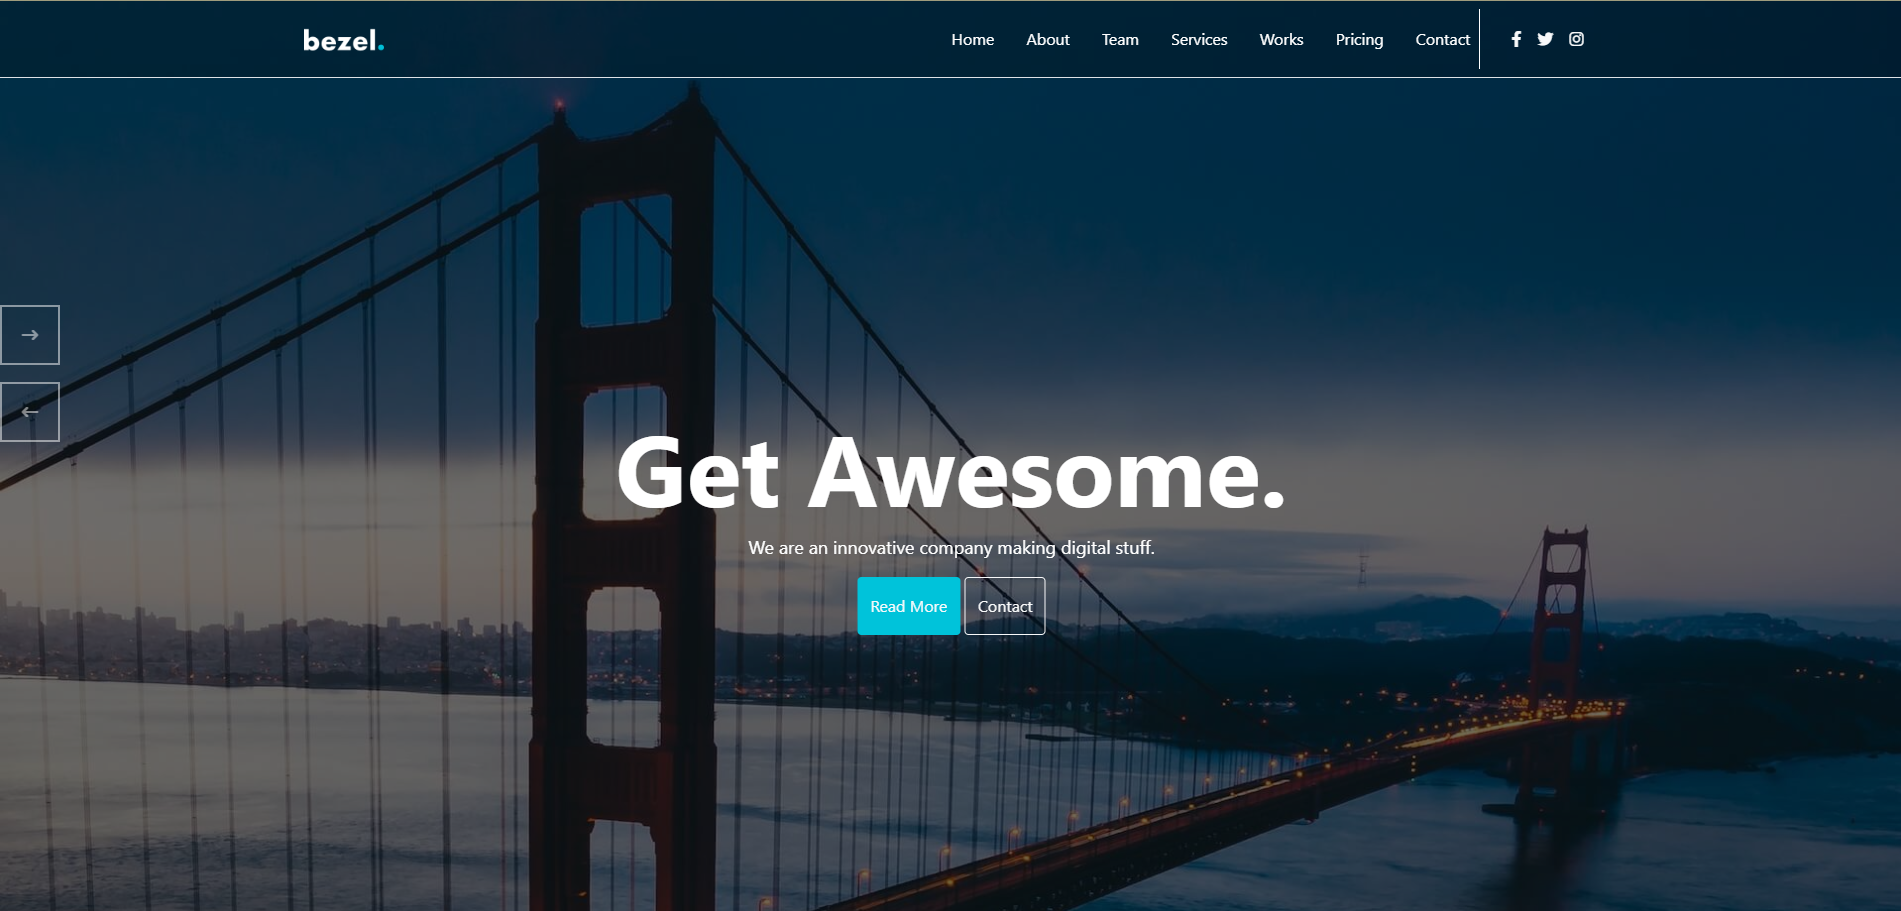 bezel.
Home About Team Services Works Pricing Contact
Get Awesome.
We are an innovative company making digital stuff.
Read More Contact